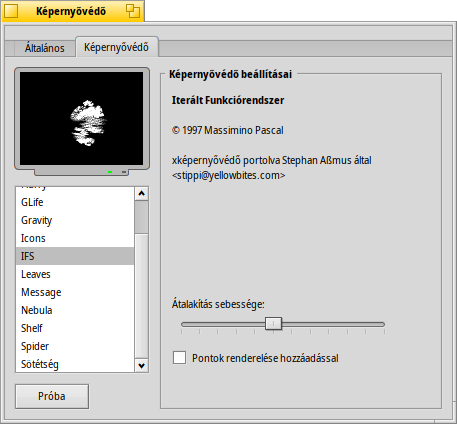 Képernyővédő
Általános
Képernyővédő
Képernyővédő beállításai
Iterált Funkciórendszer
© 1997 Massimino Pascal
xképernyővédő portolva Stephan Aßmus által
<stippi@yellowbites.com>
GLife
Gravity
Icons
IFS
Leaves
Message
Nebula
Shelf
Spider
Sötétség
Átalakítás sebessége:
Pontok renderelése hozzáadással
Próba